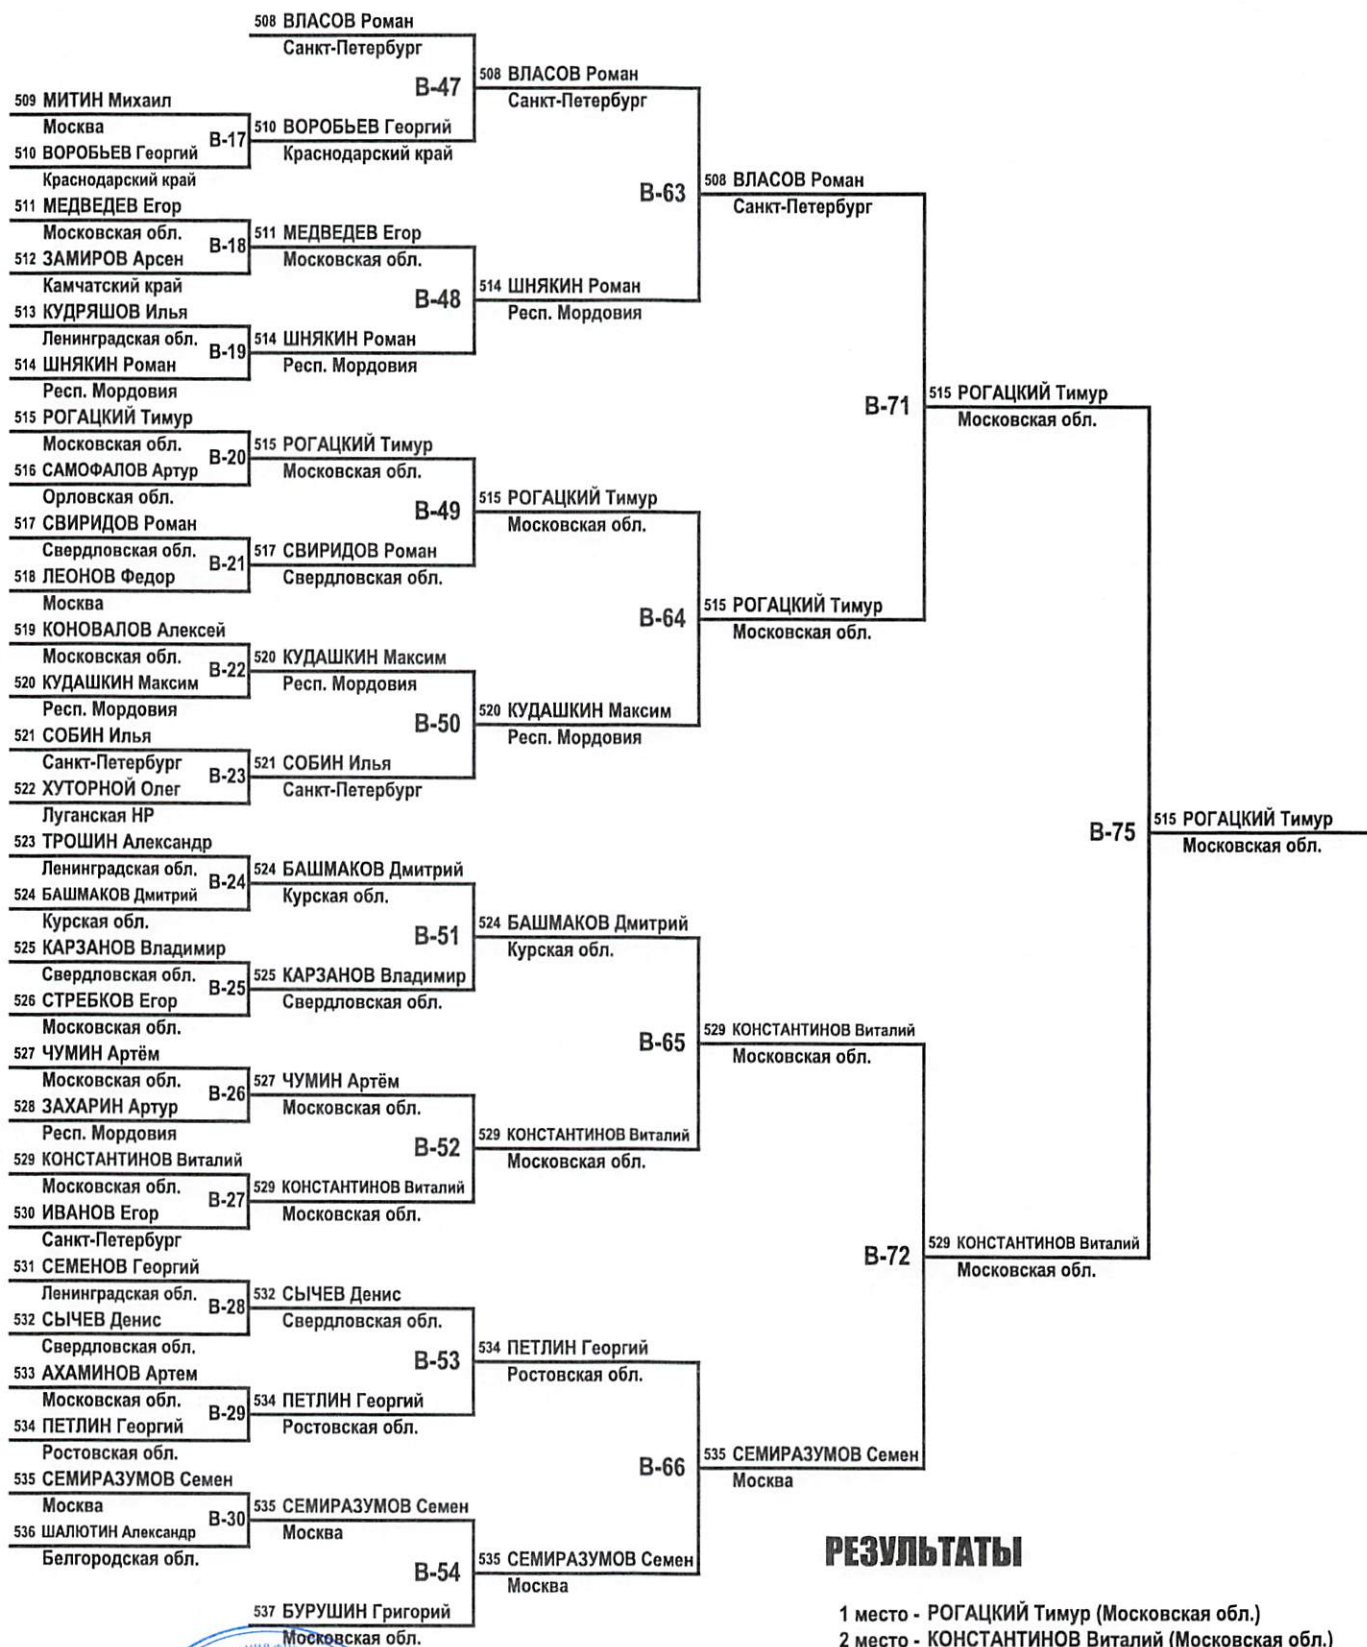 508 ВЛАСОВ Роман
Санкт-Петербург
B-47
508 ВЛАСОВ Роман
Санкт-Петербург
509 МИТИН Михаил
Москва
B-17
510 ВОРОБЬЕВ Георгий
Краснодарский край
510 ВОРОБЬЕВ Георгий
Краснодарский край
B-63
508 ВЛАСОВ Роман
Санкт-Петербург
511 МЕДВЕДЕВ Егор
Московская обл.
B-18
511 МЕДВЕДЕВ Егор
Московская обл.
512 ЗАМИРОВ Арсен
Камчатский край
B-48
514 ШНЯКИН Роман
Респ. Мордовия
513 КУДРЯШОВ Илья
Ленинградская обл.
B-19
514 ШНЯКИН Роман
Респ. Мордовия
514 ШНЯКИН Роман
Респ. Мордовия
B-71
515 РОГАЦКИЙ Тимур
Московская обл.
515 РОГАЦКИЙ Тимур
Московская обл.
B-20
515 РОГАЦКИЙ Тимур
Московская обл.
516 САМОФАЛОВ Артур
Орловская обл.
B-49
515 РОГАЦКИЙ Тимур
Московская обл.
517 СВИРИДОВ Роман
Свердловская обл.
B-21
517 СВИРИДОВ Роман
Свердловская обл.
518 ЛЕОНОВ Федор
Москва
B-64
515 РОГАЦКИЙ Тимур
Московская обл.
519 КОНОВАЛОВ Алексей
Московская обл.
B-22
520 КУДАШКИН Максим
Респ. Мордовия
520 КУДАШКИН Максим
Респ. Мордовия
B-50
520 КУДАШКИН Максим
Респ. Мордовия
521 СОБИН Илья
Санкт-Петербург
B-23
521 СОБИН Илья
Санкт-Петербург
522 ХУТОРНОЙ Олег
Луганская НР
B-75
515 РОГАЦКИЙ Тимур
Московская обл.
523 ТРОШИН Александр
Ленинградская обл.
B-24
524 БАШМАКОВ Дмитрий
Курская обл.
524 БАШМАКОВ Дмитрий
Курская обл.
B-51
524 БАШМАКОВ Дмитрий
Курская обл.
525 КАРЗАНОВ Владимир
Свердловская обл.
B-25
525 КАРЗАНОВ Владимир
Свердловская обл.
526 СТРЕБКОВ Егор
Московская обл.
B-65
529 КОНСТАНТИНОВ Виталий
Московская обл.
527 ЧУМИН Артём
Московская обл.
B-26
527 ЧУМИН Артём
Московская обл.
528 ЗАХАРИН Артур
Респ. Мордовия
B-52
529 КОНСТАНТИНОВ Виталий
Московская обл.
529 КОНСТАНТИНОВ Виталий
Московская обл.
B-27
529 КОНСТАНТИНОВ Виталий
Московская обл.
530 ИВАНОВ Егор
Санкт-Петербург
B-72
529 КОНСТАНТИНОВ Виталий
Московская обл.
531 СЕМЕНОВ Георгий
Ленинградская обл.
B-28
532 СЫЧЕВ Денис
Свердловская обл.
532 СЫЧЕВ Денис
Свердловская обл.
B-53
534 ПЕТЛИН Георгий
Ростовская обл.
533 АХАМИНОВ Артем
Московская обл.
B-29
534 ПЕТЛИН Георгий
Ростовская обл.
534 ПЕТЛИН Георгий
Ростовская обл.
B-66
535 СЕМИРАЗУМОВ Семен
Москва
535 СЕМИРАЗУМОВ Семен
Москва
B-30
535 СЕМИРАЗУМОВ Семен
Москва
536 ШАЛЮТИН Александр
Белгородская обл.
B-54
535 СЕМИРАЗУМОВ Семен
Москва
537 БУРУШИН Григорий
Московская обл.
РЕЗУЛЬТАТЫ
1 место - РОГАЦКИЙ Тимур (Московская обл.)
2 место - КОНСТАНТИНОВ Виталий (Московская обл.)